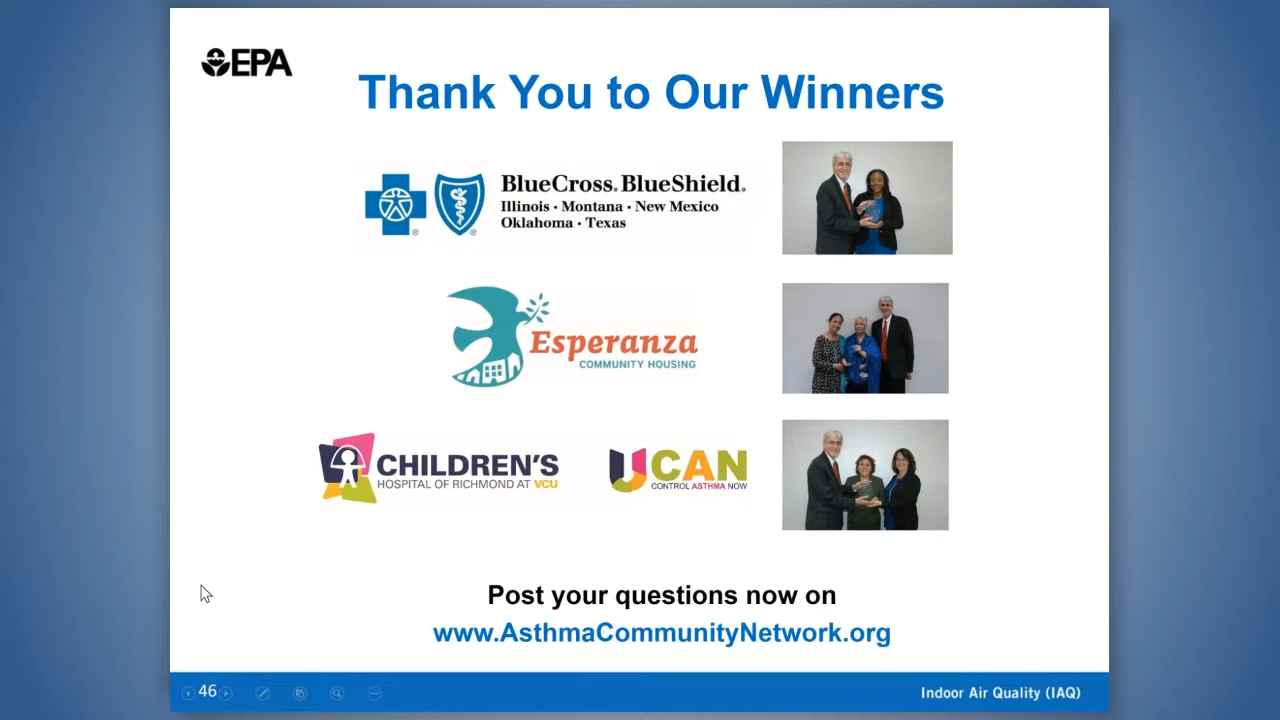 EPA
Thank You to Our Winners
BlueCross® BlueShield®
Illinois · Montana · New Mexico
Oklahoma · Texas
® ®
Esperanza
COMMUNITY HOUSING
CHILDREN'S
HOSPITAL OF RICHMOND AT VCU
UCAN
CONTROL ASTHMA NOW
Post your questions now on
www.AsthmaCommunityNetwork.org
46
Indoor Air Quality (IAQ)